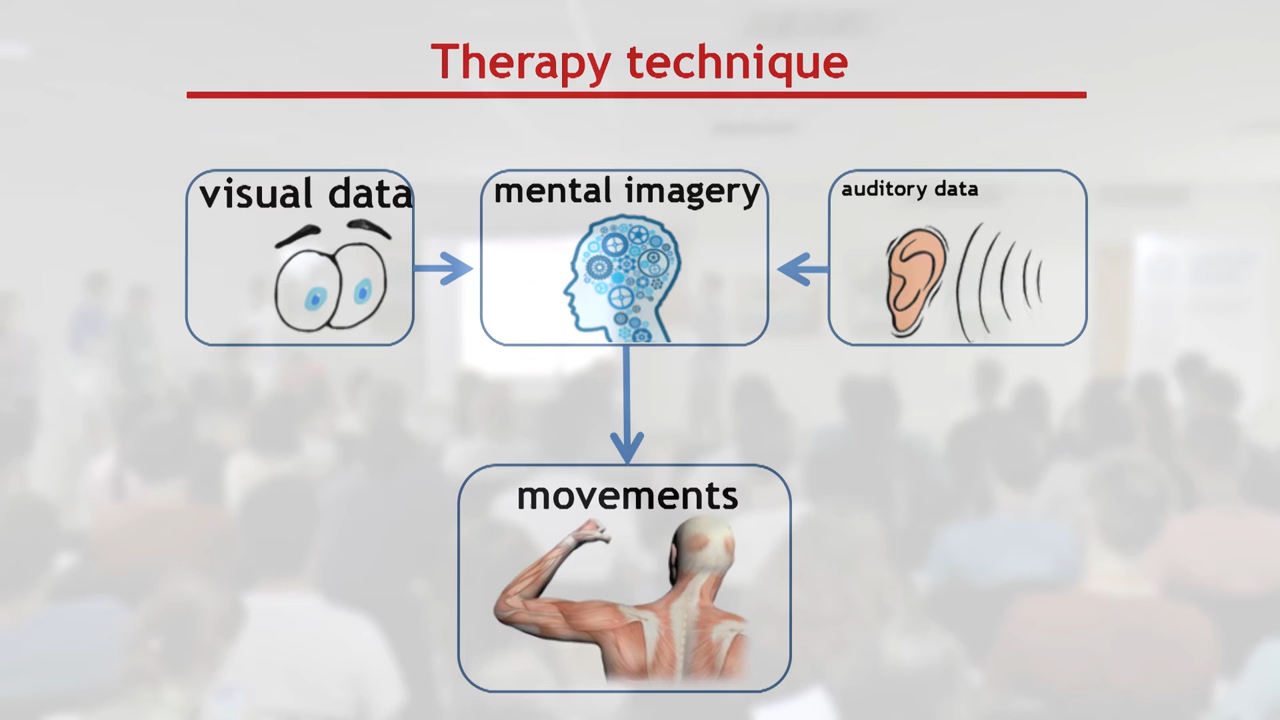 Therapy technique
visual data
mental imagery
auditory data
movements